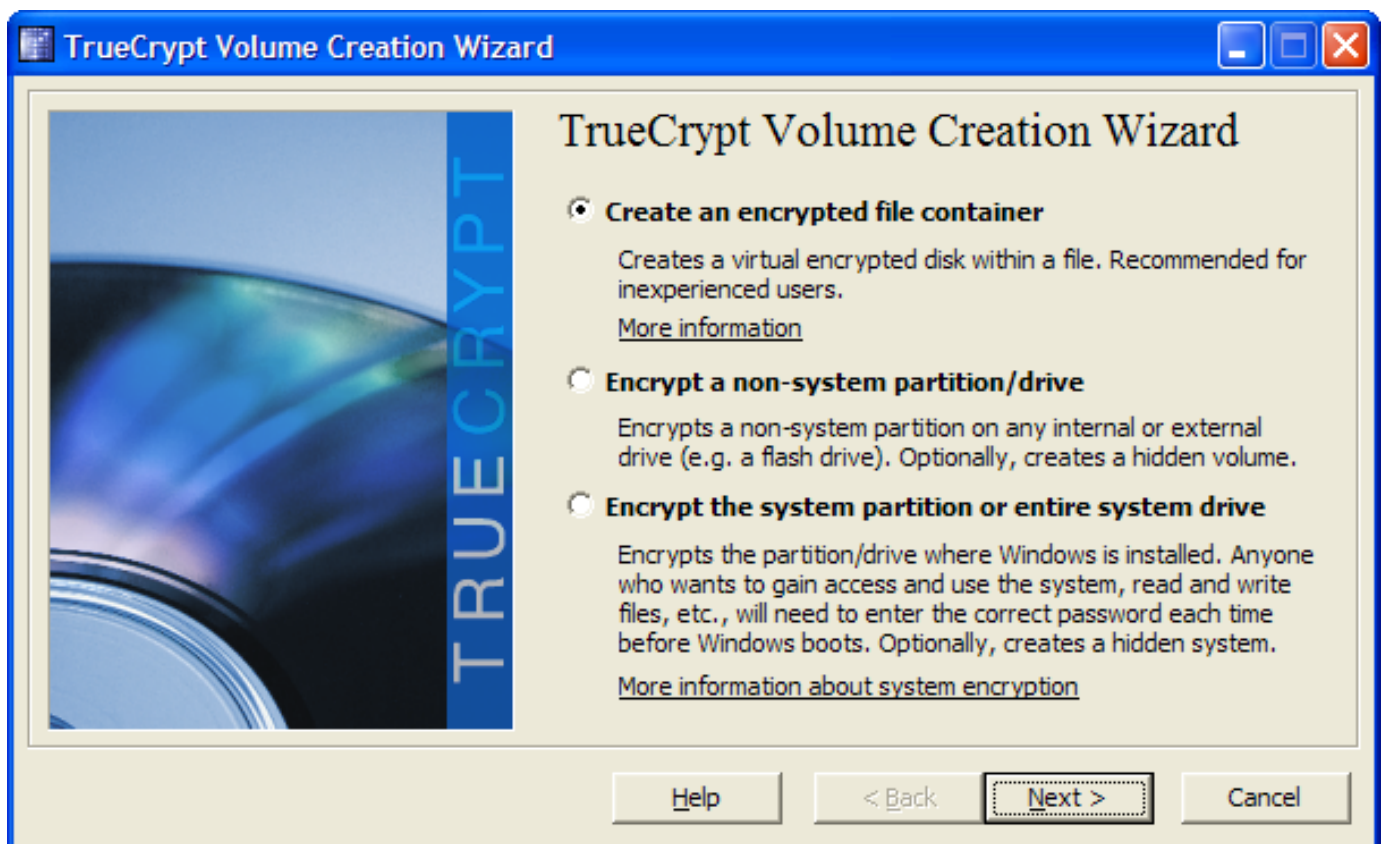 TrueCrypt Volume Creation Wizard
TRUECRYPT
TrueCrypt Volume Creation Wizard
Create an encrypted file container
Creates a virtual encrypted disk within a file. Recommended for
inexperienced users.
More information
Encrypt a non-system partition/drive
Encrypts a non-system partition on any internal or external
drive (e.g. a flash drive). Optionally, creates a hidden volume.
Encrypt the system partition or entire system drive
Encrypts the partition/drive where Windows is installed. Anyone
who wants to gain access and use the system, read and write
files, etc., will need to enter the correct password each time
before Windows boots. Optionally, creates a hidden system.
More information about system encryption
Help
< Back
Next >
Cancel